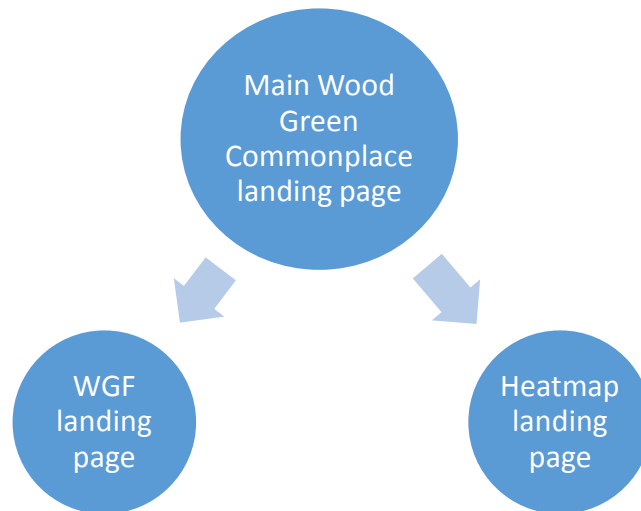 Main Wood
Green
Commonplace
landing page
WGF
landing
page
Heatmap
landing
page